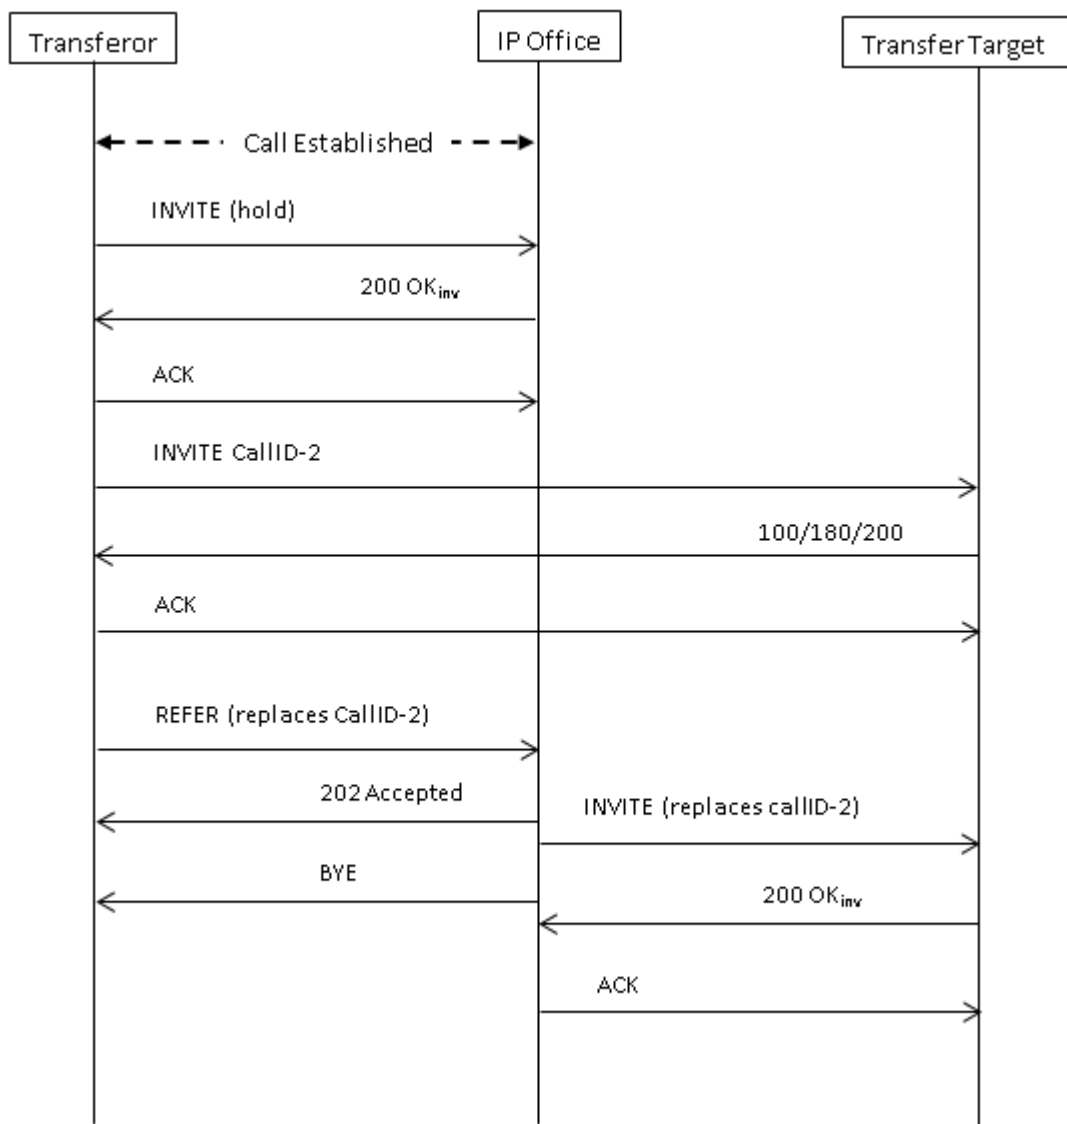 Transferor
IP Office
Transfer Target
Call Established
INVITE (hold)
200 OKinv
ACK
INVITE CallID-2
100/180/200
ACK
REFER (replaces CallID-2)
202 Accepted
INVITE (replaces callID-2)
BYE
200 OKinv
ACK